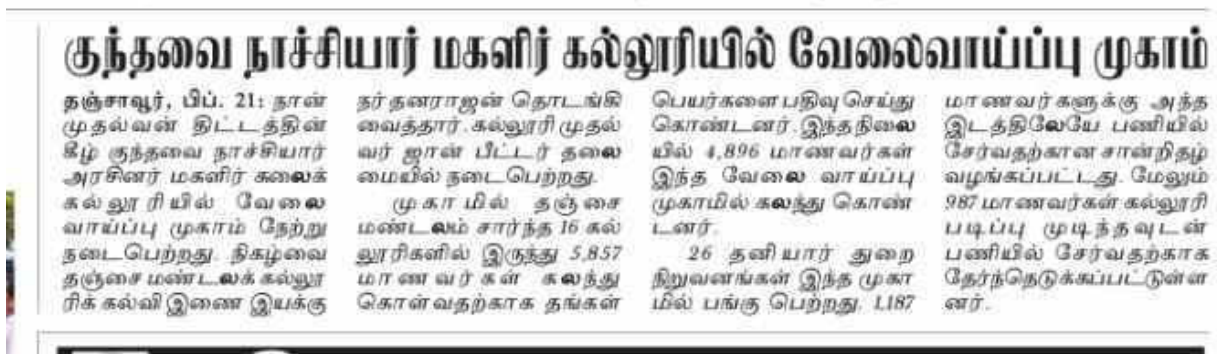 குந்தவை நாச்சியார் மகளிர் கல்லூரியில் வேலைவாய்ப்பு முகாம்
தஞ்சாவூர், பிப். 21: நான்
முதல்வன் திட்டத்தின்
கீழ் குந்தவை நாச்சியார்
அரசினர் மகளிர் கலைக்
கல்லூரியில் வேலை
வாய்ப்பு முகாம் நேற்று
நடைபெற்றது. நிகழ்வை
தஞ்சை மண்டலக் கல்லூ
ரிக் கல்வி இணை இயக்கு
நர் தனராஜன் தொடங்கி
வைத்தார். கல்லூரி முதல்
வர் ஜான் பீட்டர் தலை
மையில் நடைபெற்றது.
முகாமில் தஞ்சை
மண்டலம் சார்ந்த 16 கல்
லூரிகளில் இருந்து 5,857
மாணவர்கள் கலந்து
கொள்வதற்காக தங்கள்
பெயர்களை பதிவு செய்து
கொண்டனர். இந்த நிலை
யில் 4,896 மாணவர்கள்
இந்த வேலை வாய்ப்பு
முகாமில் கலந்து கொண்
டனர்.
26 தனியார் துறை
நிறுவனங்கள் இந்த முகா
மில் பங்கு பெற்றது. 1,187
மாணவர்களுக்கு அந்த
இடத்திலேயே பணியில்
சேர்வதற்கான சான்றிதழ்
வழங்கப்பட்டது. மேலும்
987 மாணவர்கள் கல்லூரி
படிப்பு முடிந்தவுடன்
பணியில் சேர்வதற்காக
தேர்ந்தெடுக்கப்பட்டுள்ள
னர்.